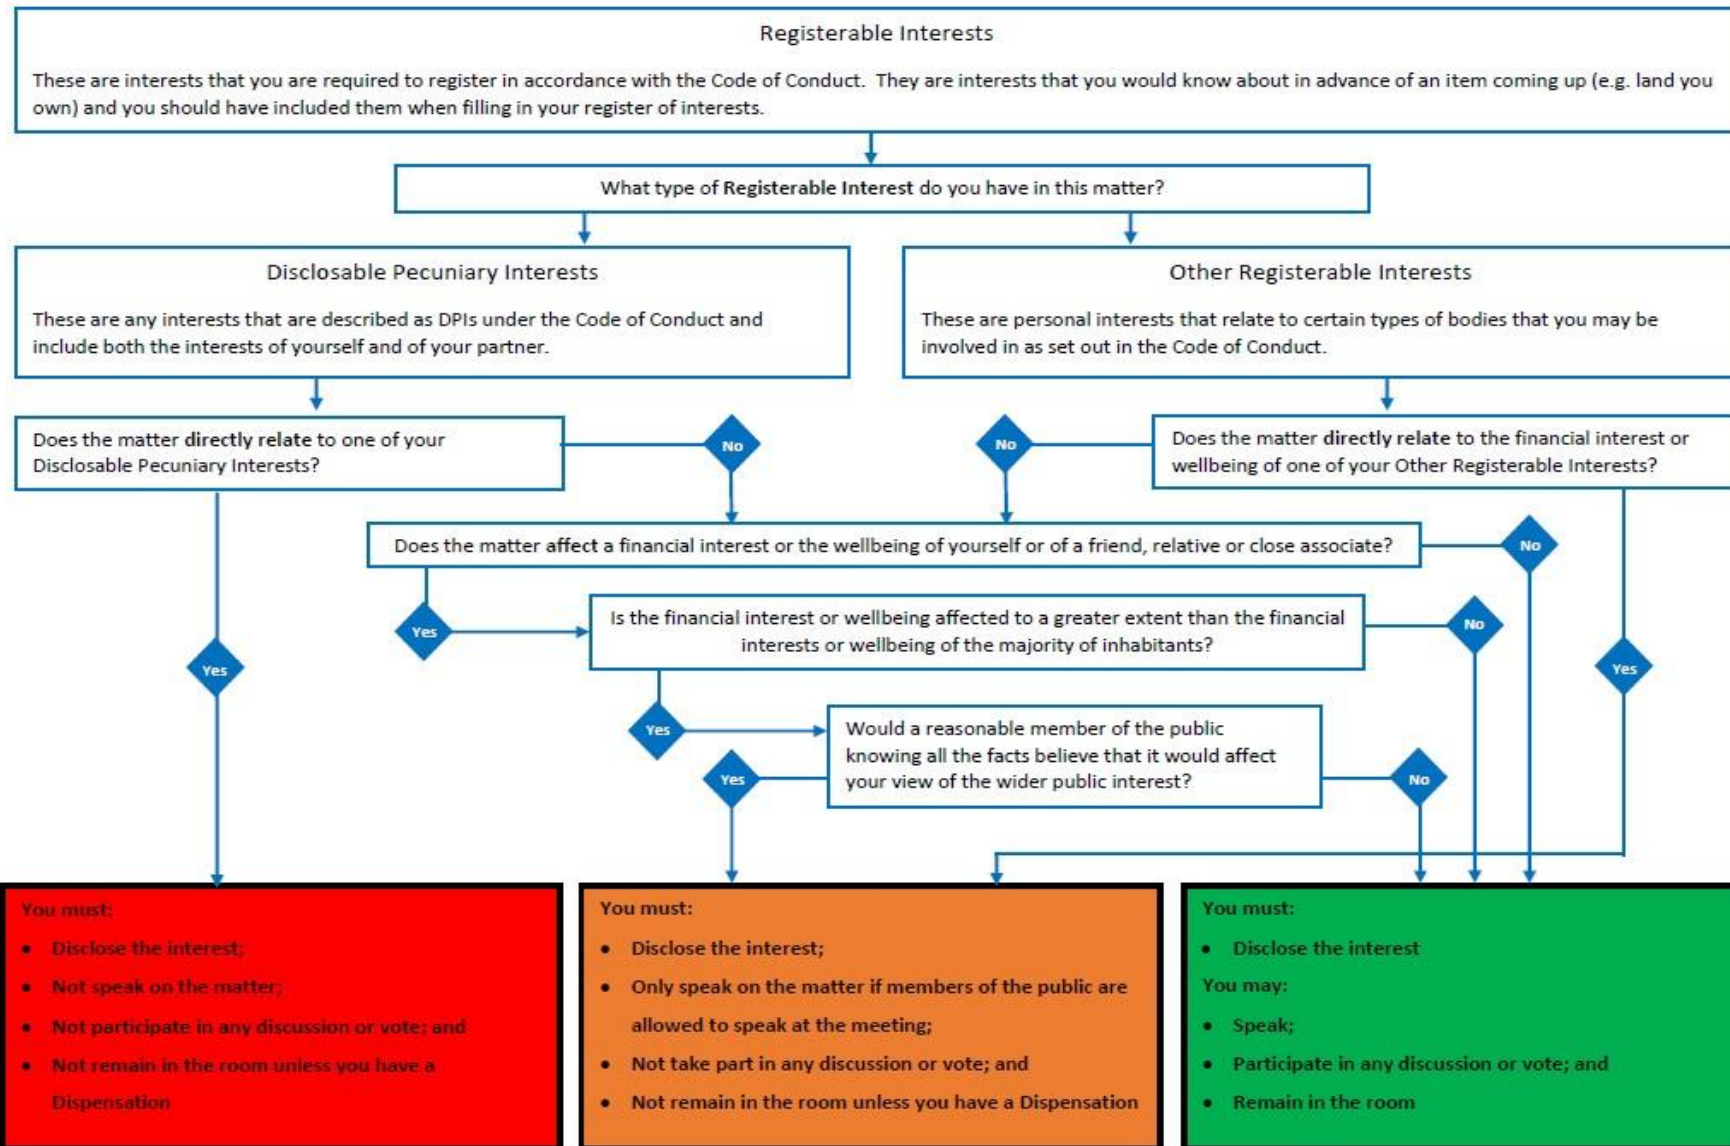 Registerable Interests
These are interests that you are required to register in accordance with the Code of Conduct. They are interests that you would know about in advance of an item coming up (e.g. land you
own) and you should have included them when filling in your register of interests.
What type of Registerable Interest do you have in this matter?
Disclosable Pecuniary Interests
These are any interests that are described as DPIs under the Code of Conduct and
include both the interests of yourself and of your partner.
Other Registerable Interests
These are personal interests that relate to certain types of bodies that you may be
involved in as set out in the Code of Conduct.
Does the matter directly relate to one of your
Disclosable Pecuniary Interests?
No
No
Does the matter directly relate to the financial interest or
wellbeing of one of your Other Registerable Interests?
Does the matter affect a financial interest or the wellbeing of yourself or of a friend, relative or close associate?
No
Yes
Is the financial interest or wellbeing affected to a greater extent than the financial
interests or wellbeing of the majority of inhabitants?
No
Yes
Yes
Yes
Would a reasonable member of the public
knowing all the facts believe that it would affect
your view of the wider public interest?
Yes
No
You must:
• Disclose the interest;
• Not speak on the matter;
• Not participate in any discussion or vote; and
• Not remain in the room unless you have a
Dispensation
You must:
• Disclose the interest;
• Only speak on the matter if members of the public are
allowed to speak at the meeting;
• Not take part in any discussion or vote; and
• Not remain in the room unless you have a Dispensation
You must:
• Disclose the interest
You may:
• Speak;
• Participate in any discussion or vote; and
• Remain in the room